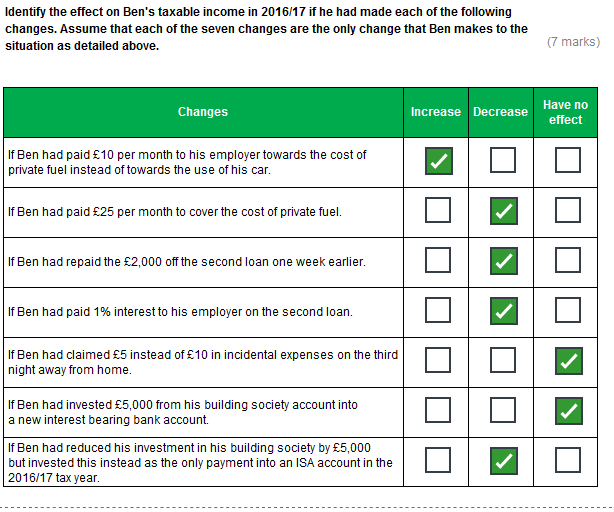 Identify the effect on Ben's taxable income in 2016/17 if he had made each of the following
changes. Assume that each of the seven changes are the only change that Ben makes to the
situation as detailed above.
(7 marks)
Changes
Increase
Decrease
Have no
effect
If Ben had paid £10 per month to his employer towards the cost of
private fuel instead of towards the use of his car.
If Ben had paid £25 per month to cover the cost of private fuel.
If Ben had repaid the £2,000 off the second loan one week earlier.
If Ben had paid 1% interest to his employer on the second loan.
If Ben had claimed £5 instead of £10 in incidental expenses on the third
night away from home.
If Ben had invested £5,000 from his building society account into
a new interest bearing bank account.
If Ben had reduced his investment in his building society by £5,000
but invested this instead as the only payment into an ISA account in the
2016/17 tax year.